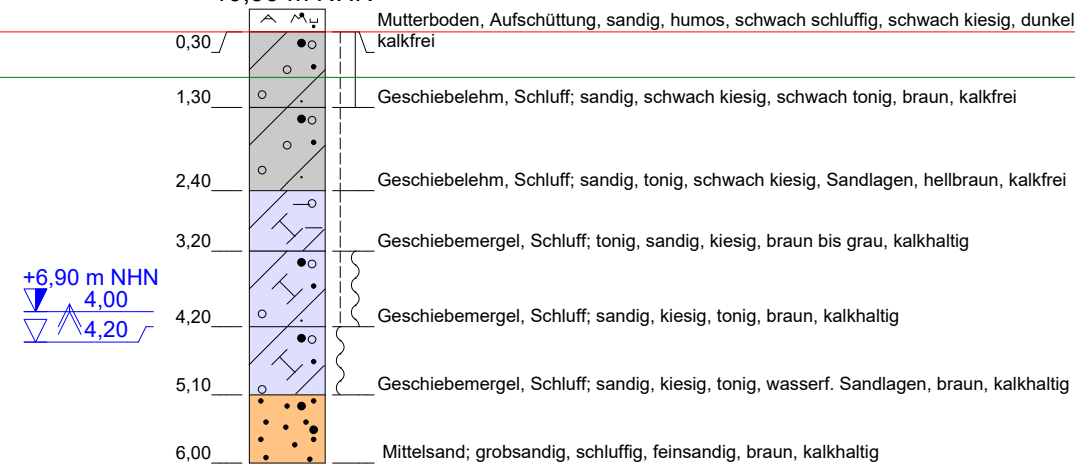 m NHN
Mutterboden, Aufschüttung, sandig, humos, schwach schluffig, schwach kiesig, dunkel
0,30 kalkfrei
1,30 Geschiebelehm, Schluff; sandig, schwach kiesig, schwach tonig, braun, kalkfrei
2,40 Geschiebelehm, Schluff; sandig, tonig, schwach kiesig, Sandlagen, hellbraun, kalkfrei
3,20 Geschiebemergel, Schluff; tonig, sandig, kiesig, braun bis grau, kalkhaltig
+6,90 m NHN
4,00
4,20 Geschiebemergel, Schluff; sandig, kiesig, tonig, braun, kalkhaltig
4,20
5,10 Geschiebemergel, Schluff; sandig, kiesig, tonig, wasserf. Sandlagen, braun, kalkhaltig
6,00 Mittelsand; grobsandig, schluffig, feinsandig, braun, kalkhaltig